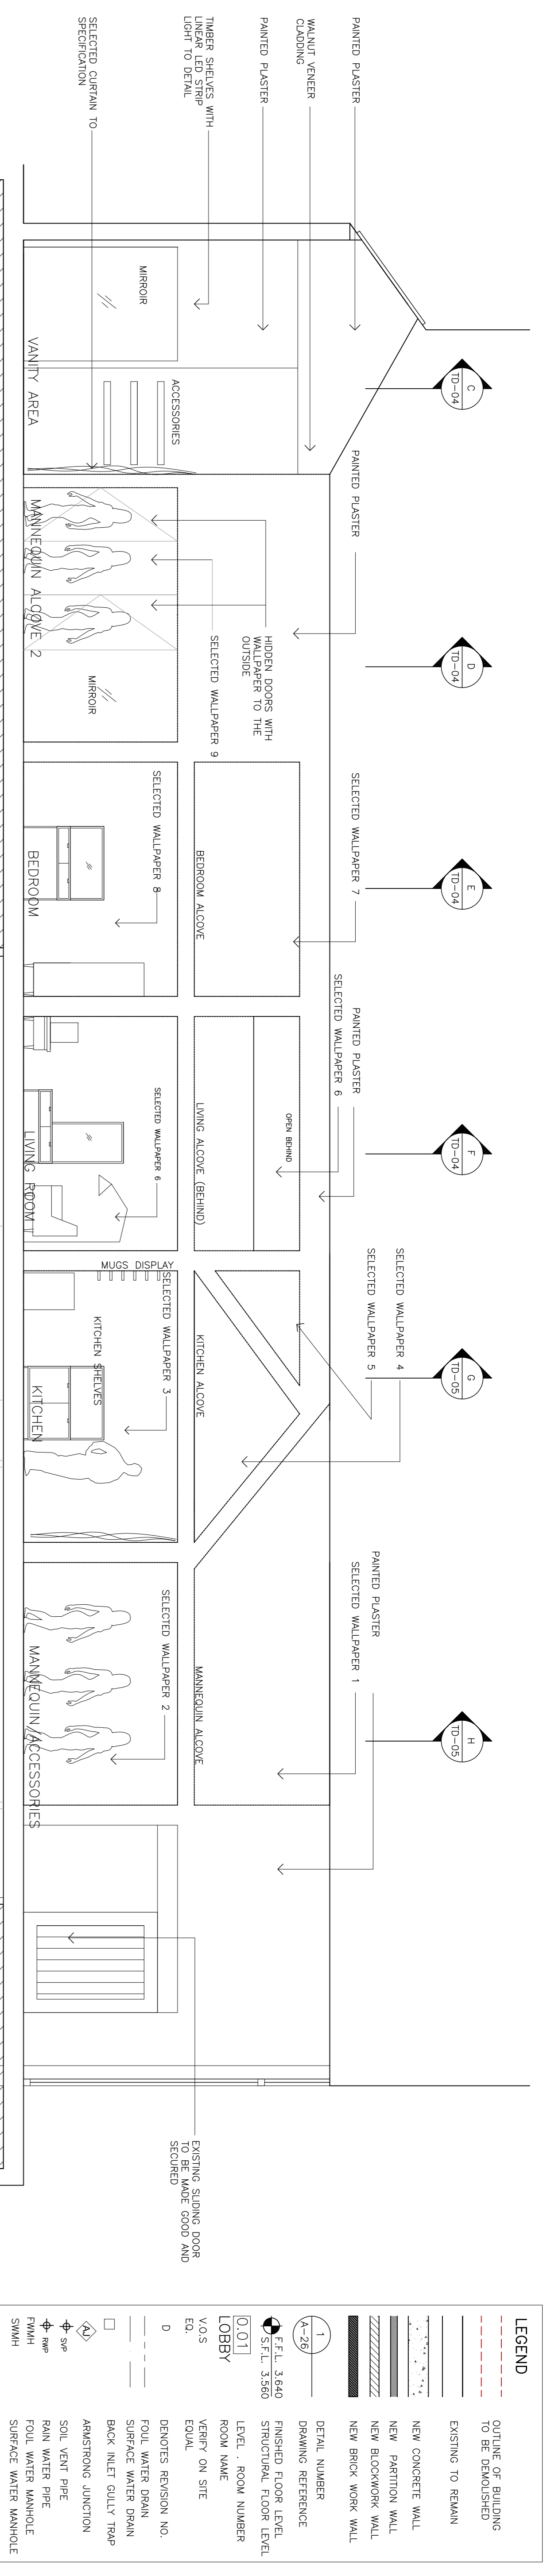 PAINTED PLASTER
WALNUT VENEER
CLADDING
PAINTED PLASTER
TIMBER SHELVES WITH
LINEAR LED STRIP
LIGHT TO DETAIL
SELECTED CURTAIN TO
SPECIFICATION
C
TD-04
MIRROIR
ACCESSORIES
VANITY AREA
PAINTED PLASTER
D
TD-04
HIDDEN DOORS WITH
WALLPAPER TO THE
OUTSIDE
SELECTED WALLPAPER 9
MIRROIR
MANNEQUIN ALCOVE 2
E
TD-04
SELECTED WALLPAPER 7
BEDROOM ALCOVE
SELECTED WALLPAPER 8
BEDROOM
F
TD-04
PAINTED PLASTER
SELECTED WALLPAPER 6
OPEN BEHIND
LIVING ALCOVE (BEHIND)
SELECTED WALLPAPER 6
LIVING ROOM
G
TD-05
SELECTED WALLPAPER 4
SELECTED WALLPAPER 5
KITCHEN ALCOVE
MUGS DISPLAY
SELECTED WALLPAPER 3
KITCHEN SHELVES
KITCHEN
H
TD-05
PAINTED PLASTER
SELECTED WALLPAPER 1
MANNEQUIN ALCOVE
SELECTED WALLPAPER 2
MANNEQUIN/ACCESSORIES
EXISTING SLIDING DOOR
TO BE MADE GOOD AND
SECURED
LEGEND
OUTLINE OF BUILDING
TO BE DEMOLISHED
EXISTING TO REMAIN
NEW CONCRETE WALL
NEW PARTITION WALL
NEW BLOCKWORK WALL
NEW BRICK WORK WALL
1 DETAIL NUMBER
A-26 DRAWING REFERENCE
F.F.L. 3.640 FINISHED FLOOR LEVEL
S.F.L. 3.560 STRUCTURAL FLOOR LEVEL
0.01 LEVEL . ROOM NUMBER
LOBBY ROOM NAME
V.O.S VERIFY ON SITE
EQ. EQUAL
D DENOTES REVISION NO.
FOUL WATER DRAIN
SURFACE WATER DRAIN
BACK INLET GULLY TRAP
AJ ARMSTRONG JUNCTION
SVP SOIL VENT PIPE
RWP RAIN WATER PIPE
FWMH FOUL WATER MANHOLE
SWMH SURFACE WATER MANHOLE